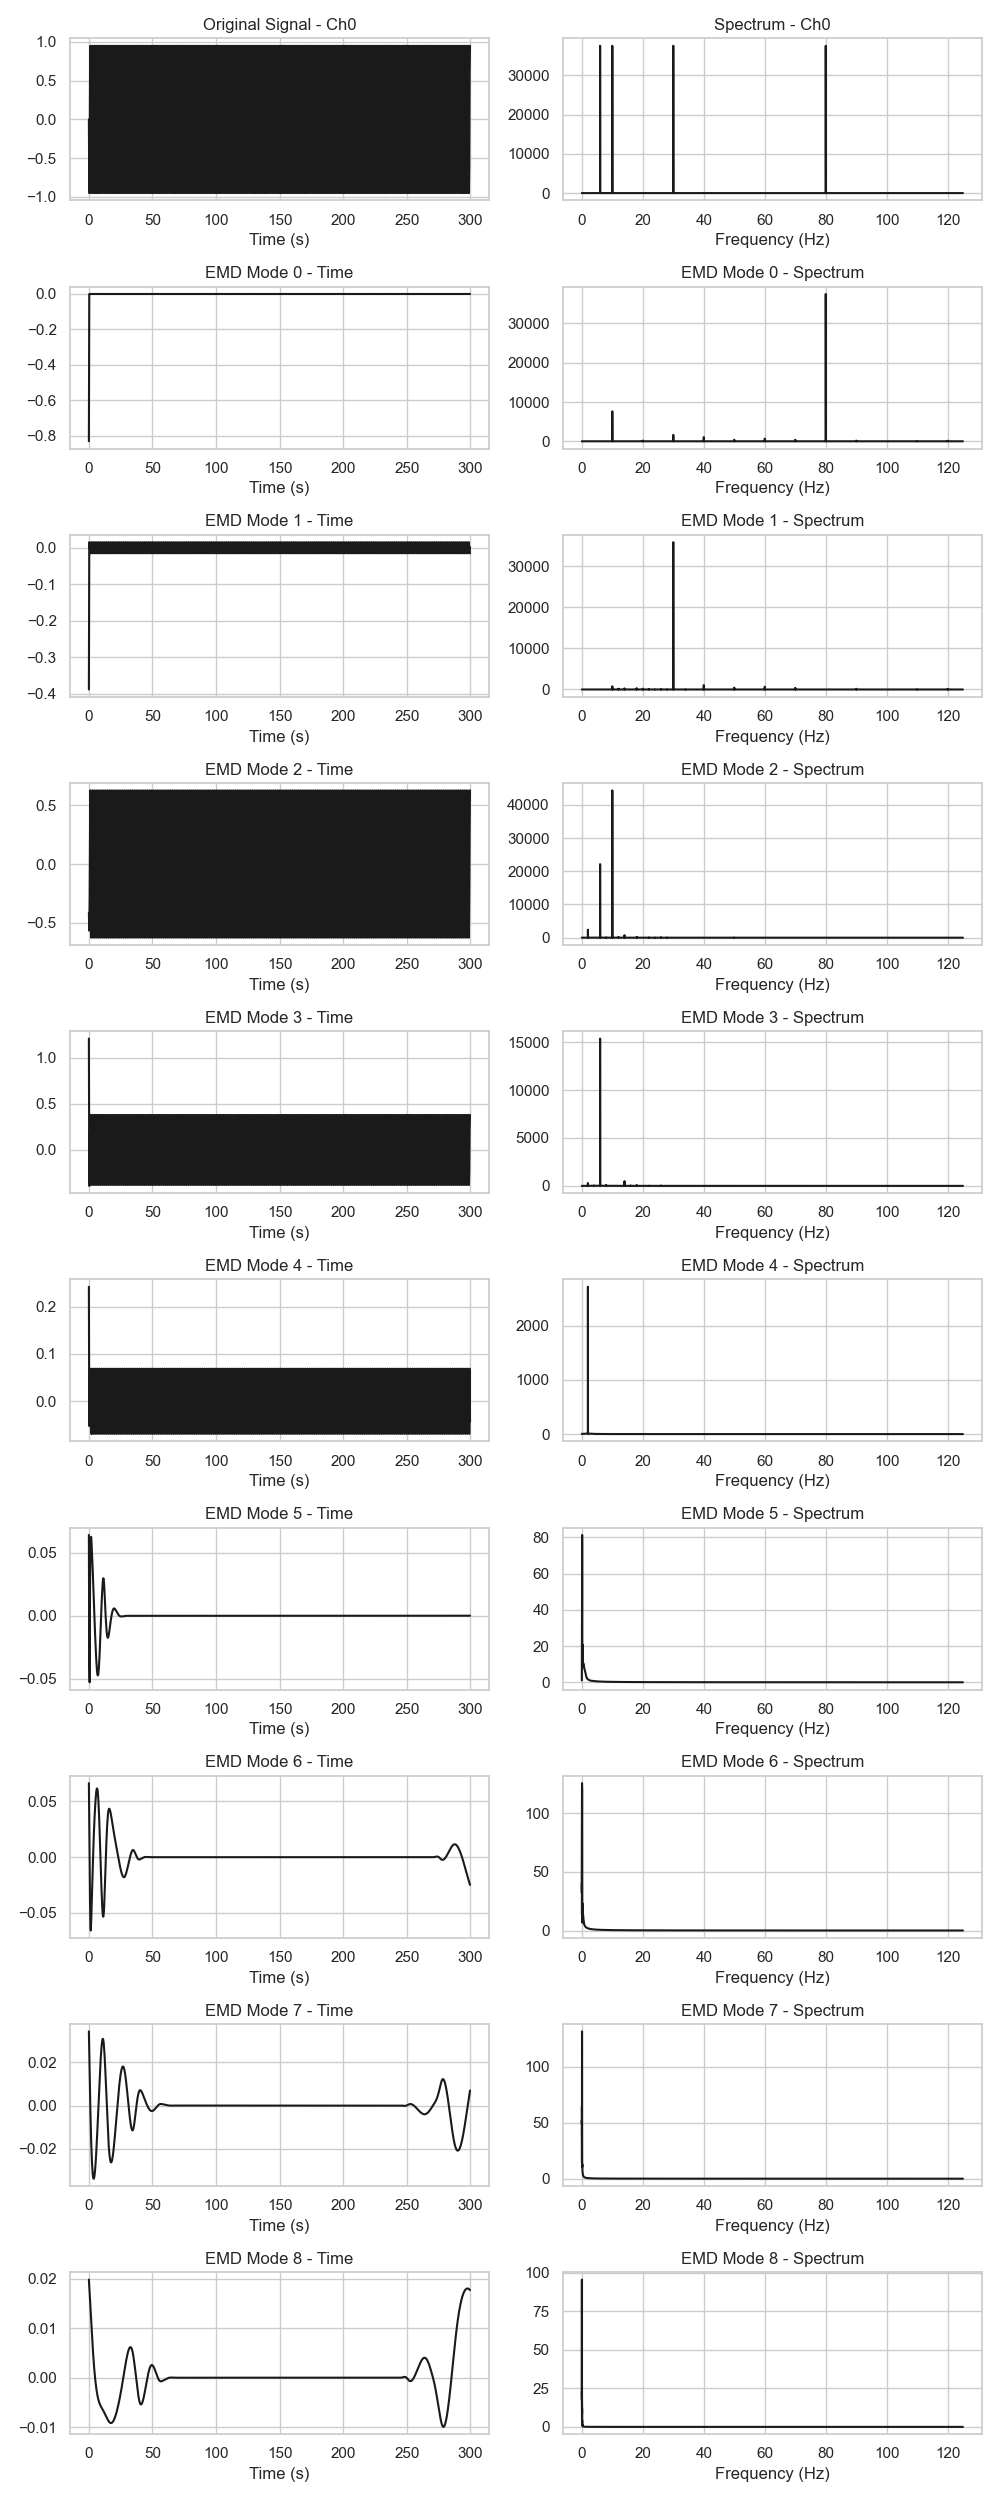 Original Signal - Ch0 Spectrum - Ch0
1.0
0.5
0.0
−0.5
−1.0
30000
20000
10000
0
0 50 100 150 200 250 300 0 20 40 60 80 100 120
Time (s) Frequency (Hz)
EMD Mode 0 - Time EMD Mode 0 - Spectrum
0.0
−0.2
−0.4
−0.6
−0.8
30000
20000
10000
0
0 50 100 150 200 250 300 0 20 40 60 80 100 120
Time (s) Frequency (Hz)
EMD Mode 1 - Time EMD Mode 1 - Spectrum
0.0
−0.1
−0.2
−0.3
−0.4
30000
20000
10000
0
0 50 100 150 200 250 300 0 20 40 60 80 100 120
Time (s) Frequency (Hz)
EMD Mode 2 - Time EMD Mode 2 - Spectrum
0.5
0.0
−0.5
40000
30000
20000
10000
0
0 50 100 150 200 250 300 0 20 40 60 80 100 120
Time (s) Frequency (Hz)
EMD Mode 3 - Time EMD Mode 3 - Spectrum
1.0
0.5
0.0
15000
10000
5000
0
0 50 100 150 200 250 300 0 20 40 60 80 100 120
Time (s) Frequency (Hz)
EMD Mode 4 - Time EMD Mode 4 - Spectrum
0.2
0.1
0.0
2000
1000
0
0 50 100 150 200 250 300 0 20 40 60 80 100 120
Time (s) Frequency (Hz)
EMD Mode 5 - Time EMD Mode 5 - Spectrum
0.05
0.00
−0.05
80
60
40
20
0
0 50 100 150 200 250 300 0 20 40 60 80 100 120
Time (s) Frequency (Hz)
EMD Mode 6 - Time EMD Mode 6 - Spectrum
0.05
0.00
−0.05
100
50
0
0 50 100 150 200 250 300 0 20 40 60 80 100 120
Time (s) Frequency (Hz)
EMD Mode 7 - Time EMD Mode 7 - Spectrum
0.02
0.00
−0.02
100
50
0
0 50 100 150 200 250 300 0 20 40 60 80 100 120
Time (s) Frequency (Hz)
EMD Mode 8 - Time EMD Mode 8 - Spectrum
0.02
0.01
0.00
−0.01
100
75
50
25
0
0 50 100 150 200 250 300 0 20 40 60 80 100 120
Time (s) Frequency (Hz)